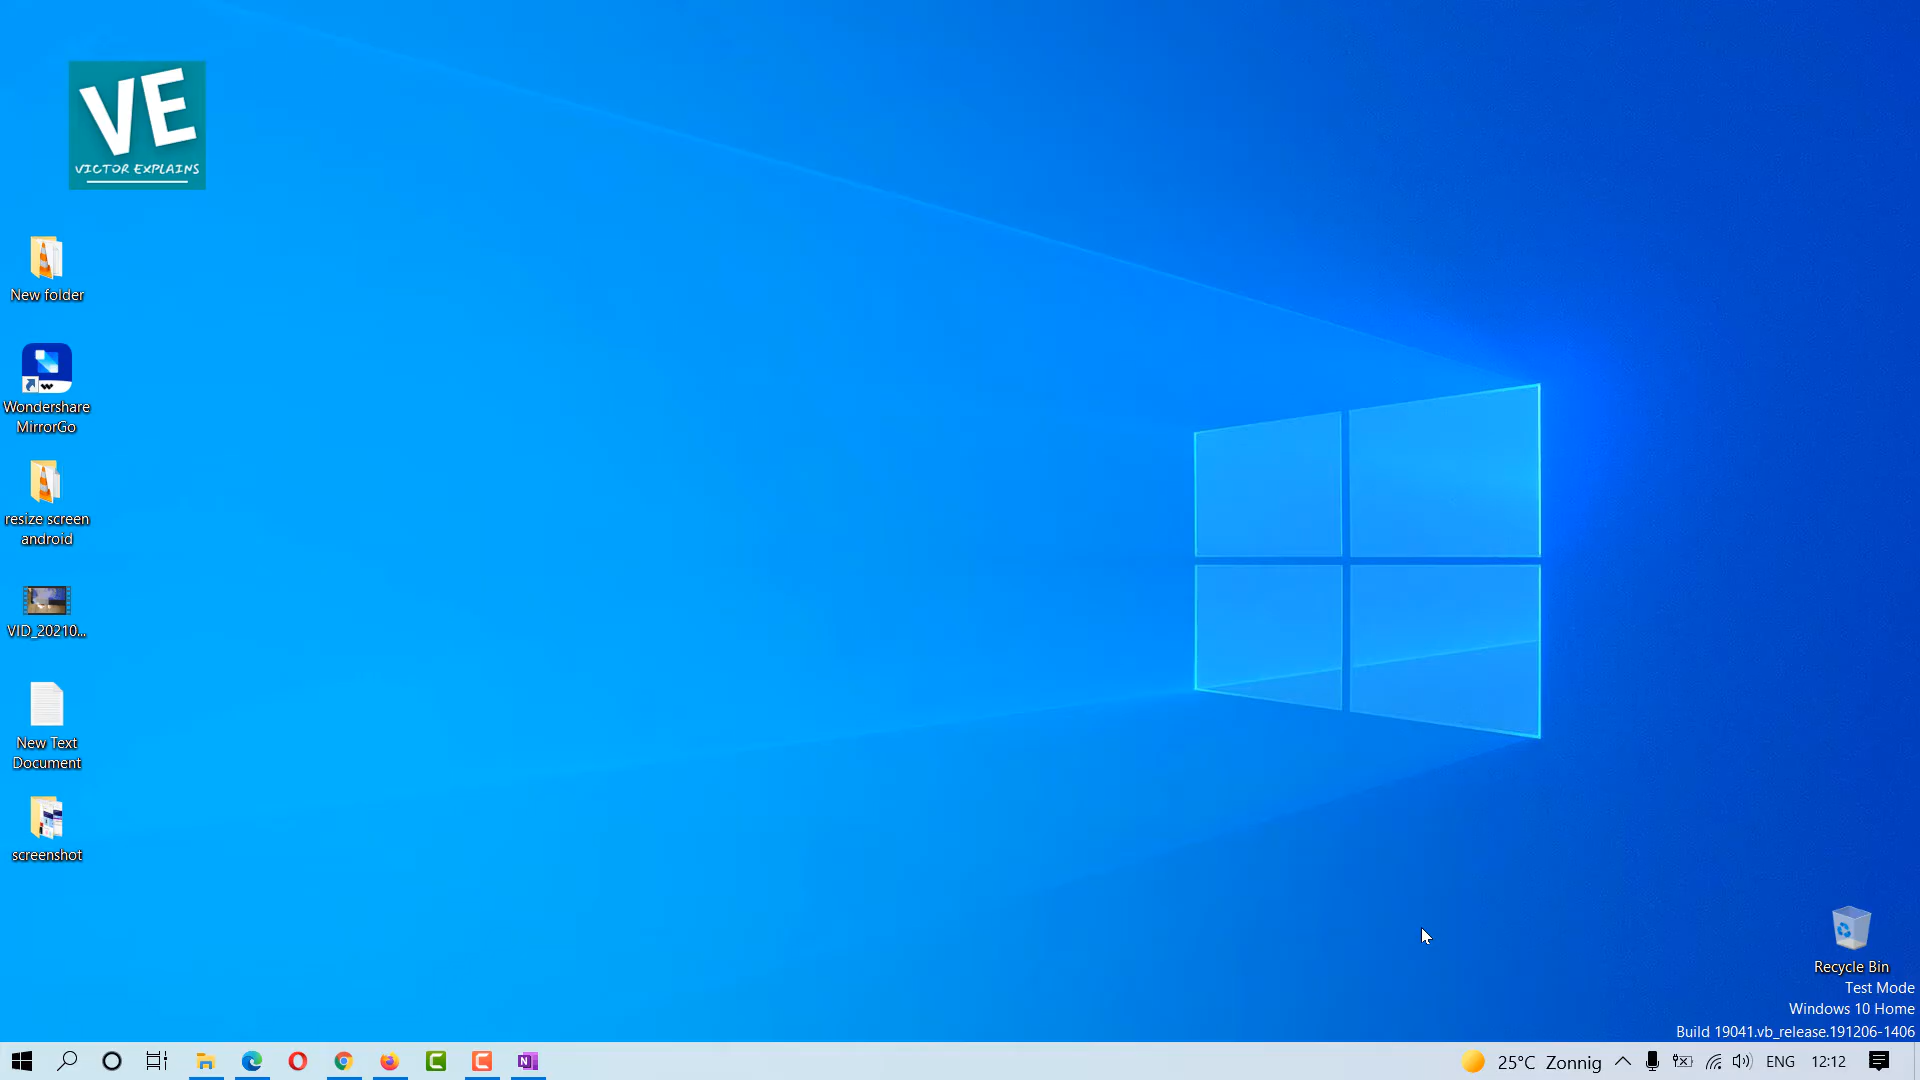 VE
VICTOR EXPLAINS
New folder
Wondershare
MirrorGo
resize screen
android
VID_20210...
New Text
Document
screenshot
Recycle Bin
Test Mode
Windows 10 Home
Build 19041.vb_release.191206-1406
25°C Zonnig
ENG
12:12